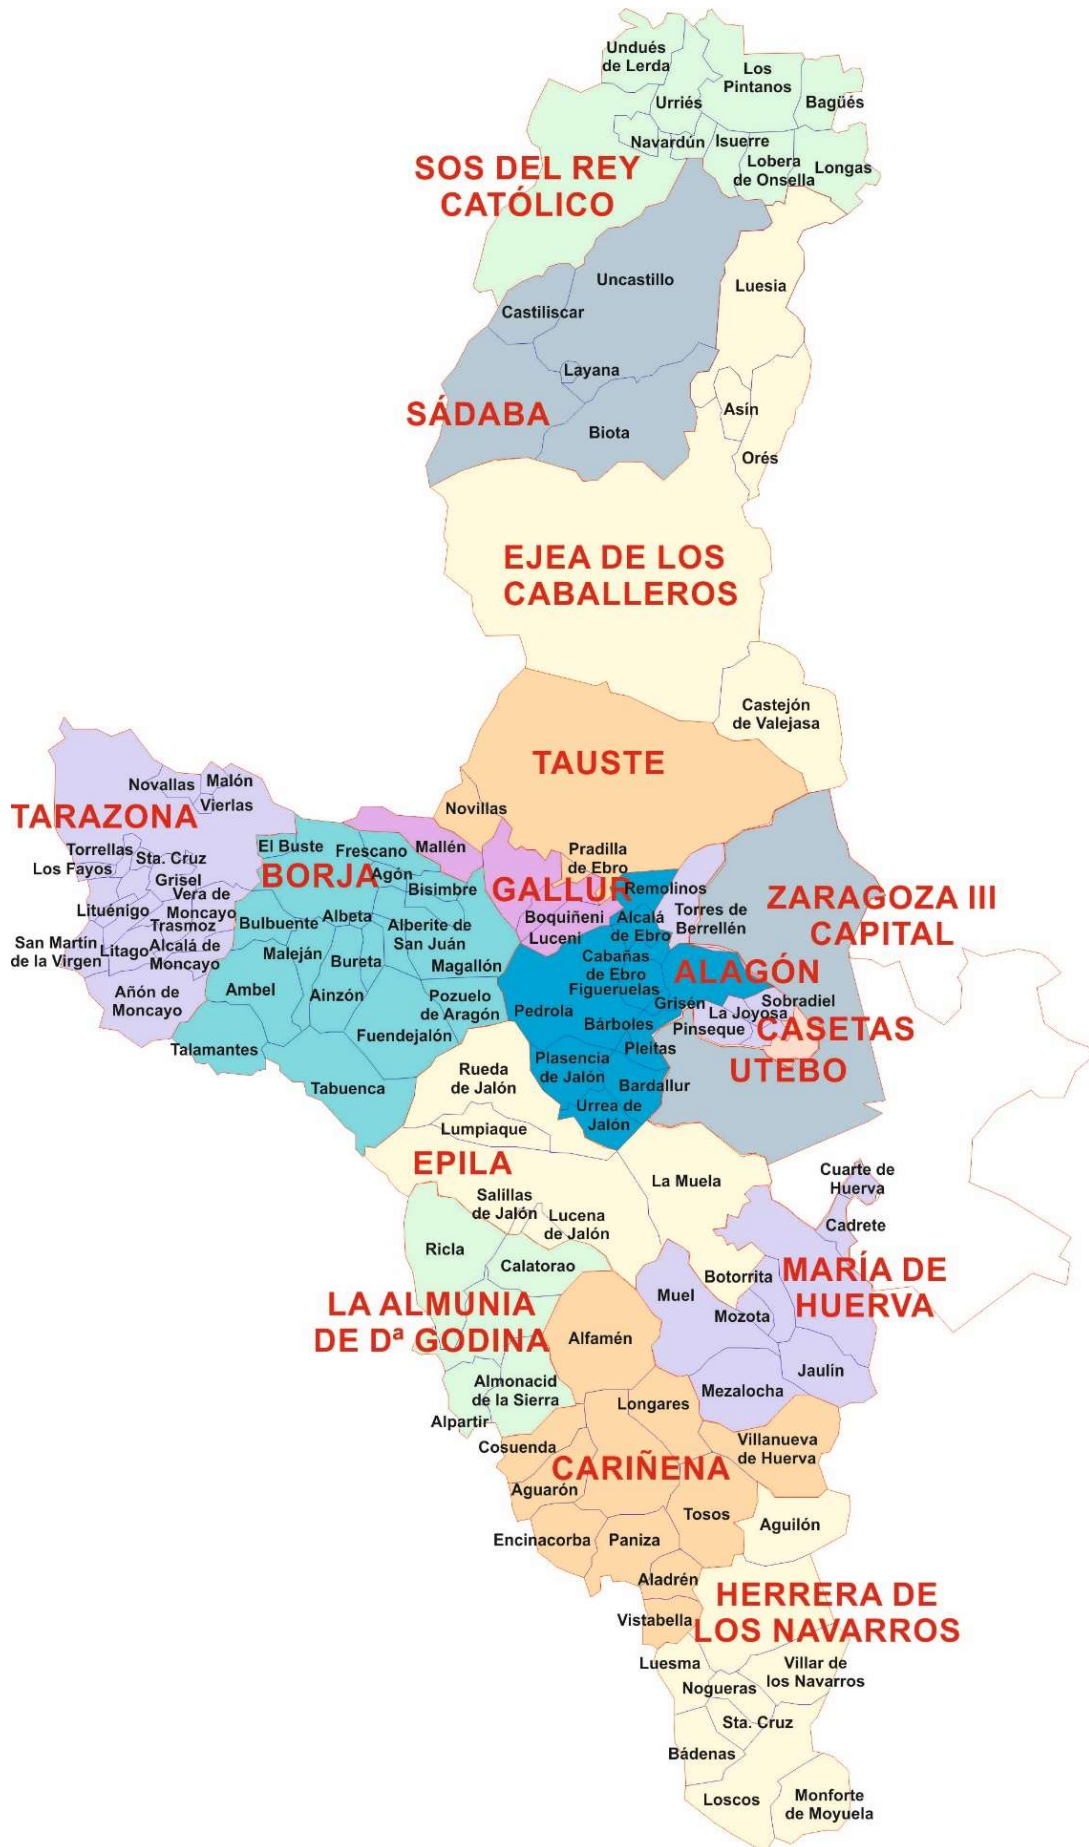 Undués
de Lerda
Los
Pintanos
Urriés
Bagüés
Navardún
Isuerre
Lobera
de Onsella
Longas
SOS DEL REY
CATÓLICO
Uncastillo
Luesia
Castiliscar
Layana
SÁDABA
Asín
Biota
Orés
EJEA DE LOS
CABALLEROS
Castejón
de Valejasa
TAUSTE
Novallas
Malón
Vierlas
TARAZONA
Novillas
Torrellas
Los Fayos
Sta. Cruz
Grisel
Vera de
Moncayo
Lituénigo
Trasmoz
San Martín
de la Virgen
Litago
Alcalá de
Moncayo
Añón de
Moncayo
El Buste
Frescano
Mallén
BORJA
Agón
Bisimbre
Bulbuente
Albeta
Alberite de
San Juán
Maleján
Bureta
Magallón
Ambel
Ainzón
Pozuelo
de Aragón
Fuendejalón
Talamantes
Tabuenca
Pradilla
de Ebro
GALLUR
Remolinos
Boquiñeni
Luceni
Alcalá
de Ebro
Torres de
Berrellén
ZARAGOZA III
CAPITAL
Cabañas
de Ebro
ALAGÓN
Figueruelas
Grisén
Sobradiel
La Joyosa
Pedrola
Bárboles
Pinseque
CASETAS
Pleitas
UTEBO
Plasencia
de Jalón
Bardallur
Urrea de
Jalón
Rueda
de Jalón
Lumpiaque
EPILA
La Muela
Cuarte de
Huerva
Salillas
de Jalón
Lucena
de Jalón
Cadrete
Ricla
Calatorao
Botorrita
MARÍA DE
HUERVA
Muel
Mozota
LA ALMUNIA
DE Dª GODINA
Alfamén
Jaulín
Almonacid
de la Sierra
Mezalocha
Alpartir
Longares
Cosuenda
Villanueva
de Huerva
CARIÑENA
Aguarón
Tosos
Aguilón
Encinacorba
Paniza
Aladrén
HERRERA DE
LOS NAVARROS
Vistabella
Luesma
Villar de
los Navarros
Nogueras
Sta. Cruz
Bádenas
Loscos
Monforte
de Moyuela